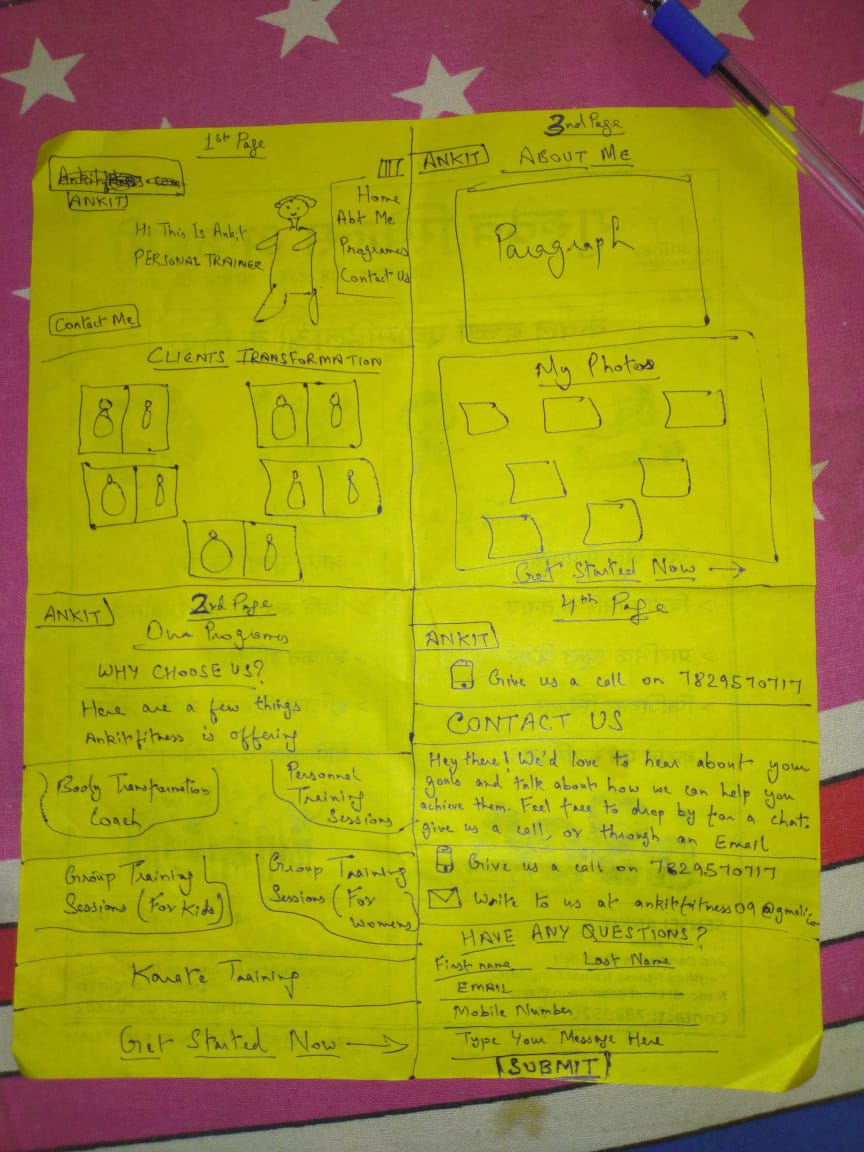 1st Page
ANKIT
Hi This Is Ankit
PERSONAL TRAINER
Home
Abt Me
Programes
Contact Us
Contact Me
CLIENTS TRANSFORMATION
3nd Page
ANKIT
ABOUT ME
Paragraph
My Photos
Get Started Now →
2rd Page
ANKIT
Our Programes
WHY CHOOSE US?
Here are a few things
Ankitfitness is offering
Body Transformation
Coach
Personnal
Training
Sessions
Group Training
Sessions (For Kids)
Group Training
Sessions (For
Womens
Karate Training
Get Started Now →
4th Page
ANKIT
Give us a call on 7829570717
CONTACT US
Hey there! We'd love to hear about your
goals and talk about how we can help you
achieve them. Feel free to drop by for a chat.
give us a call, or through an Email
Give us a call on 7829570717
Write to us at ankitfitness09@gmail.com
HAVE ANY QUESTIONS?
First name Last Name
EMAIL
Mobile Number
Type Your Message Here
SUBMIT